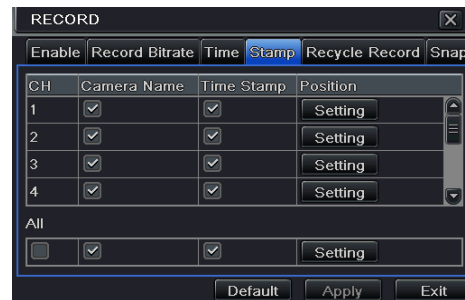 RECORD
Enable Record Bitrate Time Stamp Recycle Record Snap
CH Camera Name Time Stamp Position
1 Setting
2 Setting
3 Setting
4 Setting
All
Setting
Default Apply Exit